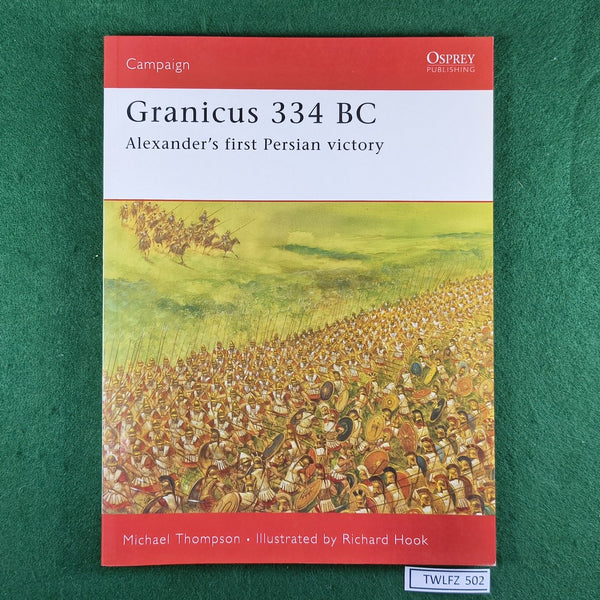 Campaign
OSPREY
PUBLISHING
Granicus 334 BC
Alexander's first Persian victory
Michael Thompson • Illustrated by Richard Hook
TWLFZ 502